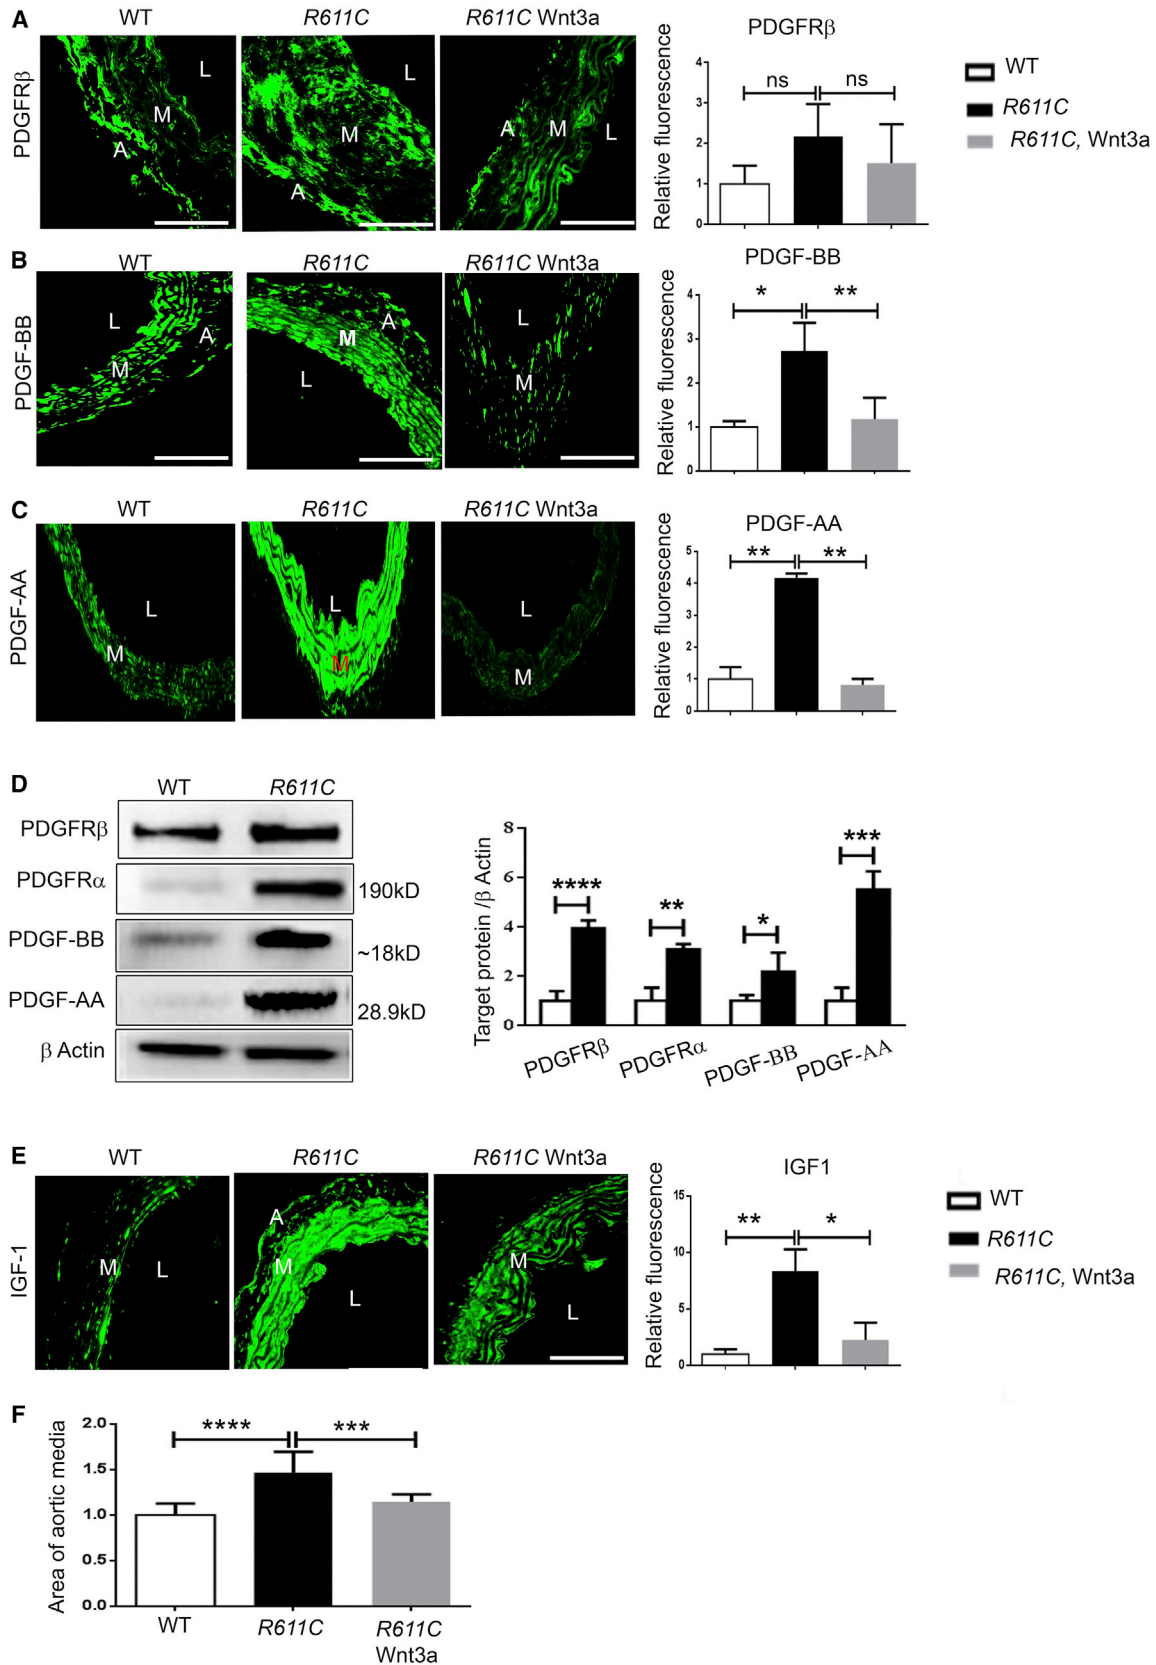 A
WT
R611C
R611C Wnt3a
PDGFRβ
L
M
A
L
M
A
A
M
L
PDGFRβ
Relative fluorescence
4
3
2
1
0
ns
ns
WT
R611C
R611C, Wnt3a
B
WT
R611C
R611C Wnt3a
PDGF-BB
L
A
M
A
M
L
L
M
PDGF-BB
Relative fluorescence
4
3
2
1
0
*
**
C
WT
R611C
R611C Wnt3a
PDGF-AA
L
M
L
M
L
M
PDGF-AA
Relative fluorescence
5
4
3
2
1
0
**
**
D
WT
R611C
PDGFRβ
PDGFRα
190kD
PDGF-BB
~18kD
PDGF-AA
28.9kD
β Actin
Target protein /β Actin
8
6
4
2
0
****
**
*
***
PDGFRβ
PDGFRα
PDGF-BB
PDGF-AA
E
WT
R611C
R611C Wnt3a
IGF-1
M
L
A
M
L
M
L
IGF1
Relative fluorescence
15
10
5
0
**
*
WT
R611C
R611C, Wnt3a
F
Area of aortic media
2.0
1.5
1.0
0.5
0.0
****
***
WT
R611C
R611C
Wnt3a